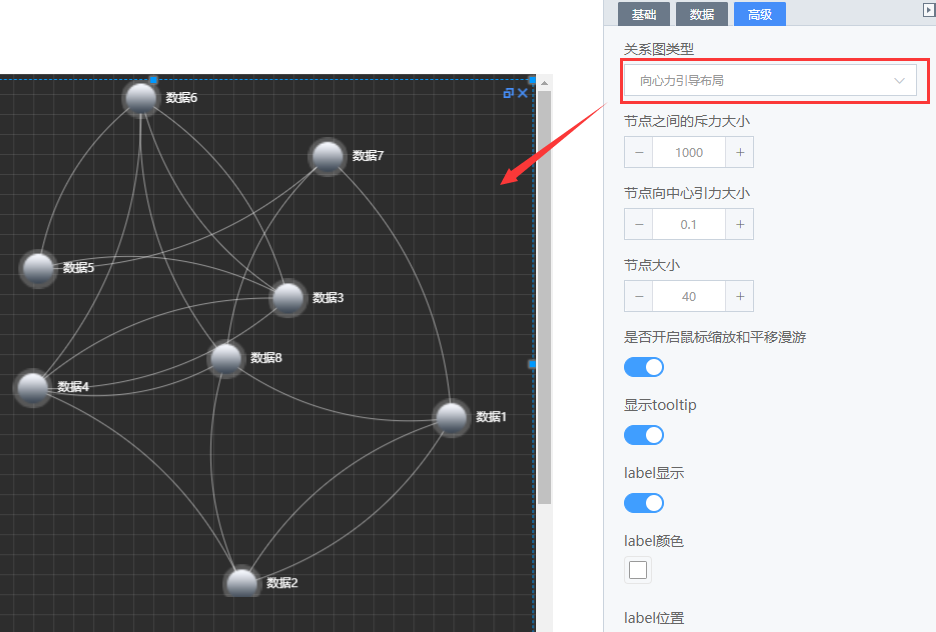 数据6
数据7
数据5
数据3
数据8
数据4
数据1
数据2
基础
数据
高级
关系图类型
向心力引导布局
节点之间的斥力大小
− 1000 +
节点向中心引力大小
− 0.1 +
节点大小
− 40 +
是否开启鼠标缩放和平移漫游
显示tooltip
label显示
label颜色
label位置